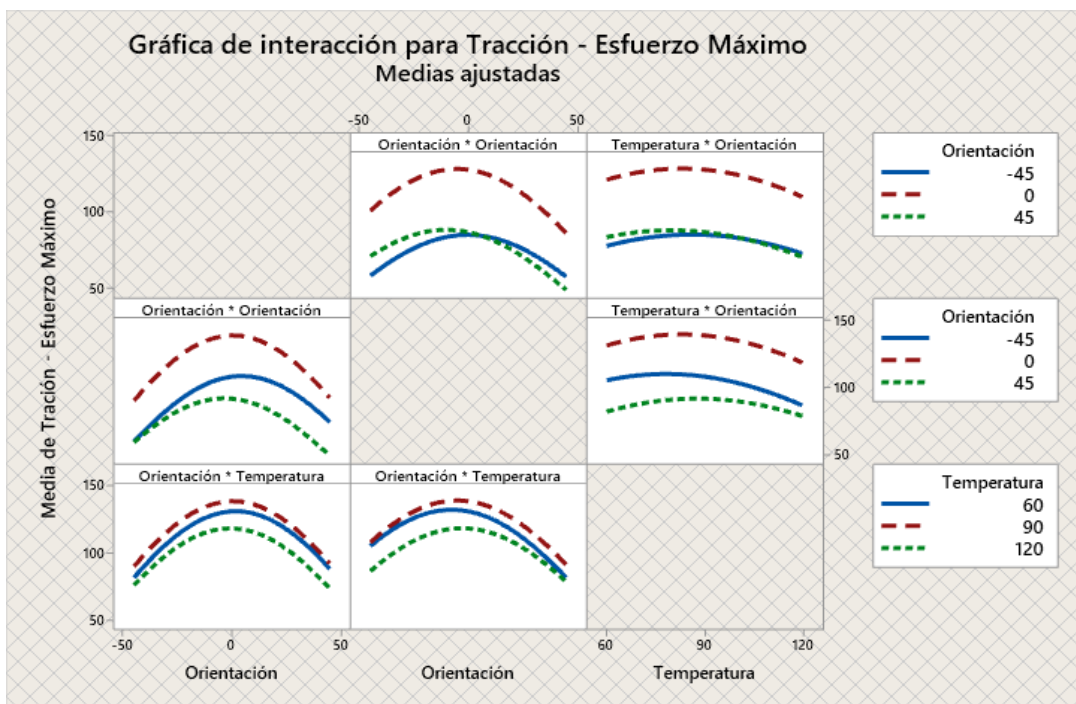 Gráfica de interacción para Tracción - Esfuerzo Máximo
Medias ajustadas
-50 0 50
150
100
50
Orientación * Orientación
Temperatura * Orientación
Orientación
-45
0
45
Orientación * Orientación
Temperatura * Orientación
150
100
50
Orientación
-45
0
45
Media de Tracción - Esfuerzo Máximo
Orientación * Temperatura
Orientación * Temperatura
150
100
50
Temperatura
60
90
120
-50 0 50
60 90 120
Orientación
Orientación
Temperatura